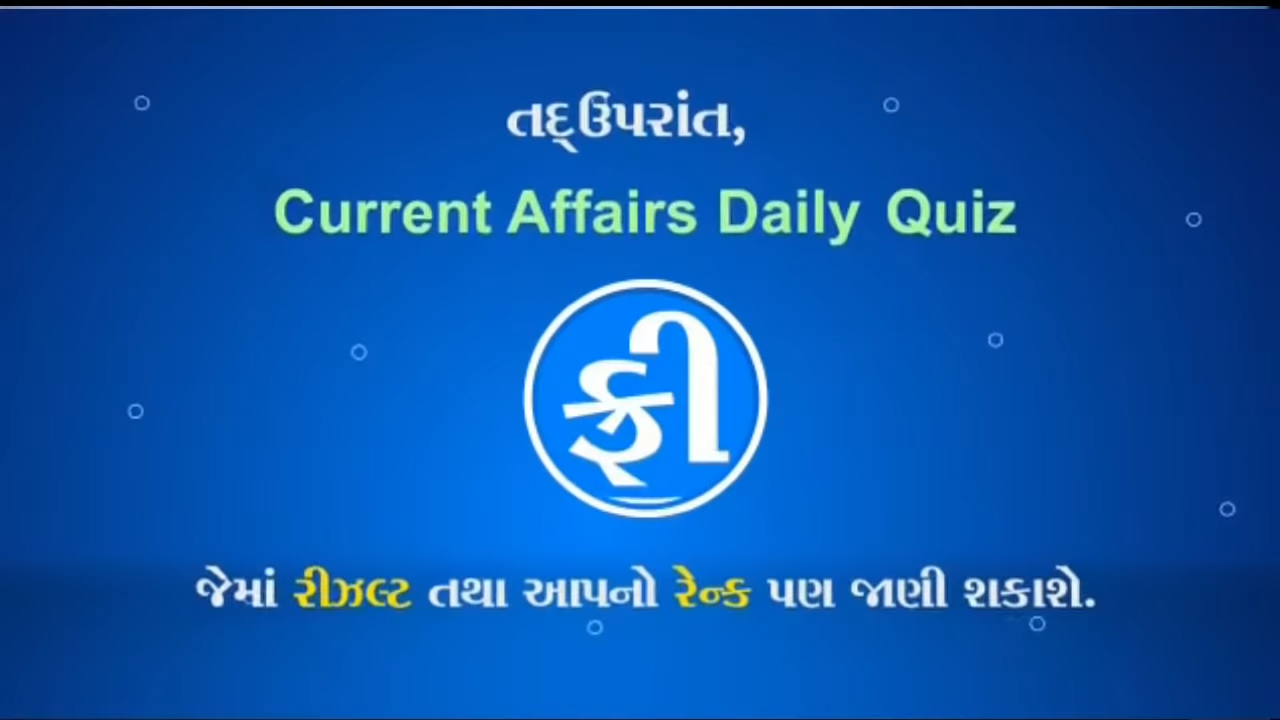 તદ્ઉપરાંત,
Current Affairs Daily Quiz
ફ્રી
જેમાં રીઝલ્ટ તથા આપનો રેન્ક પણ જાણી શકાશે.